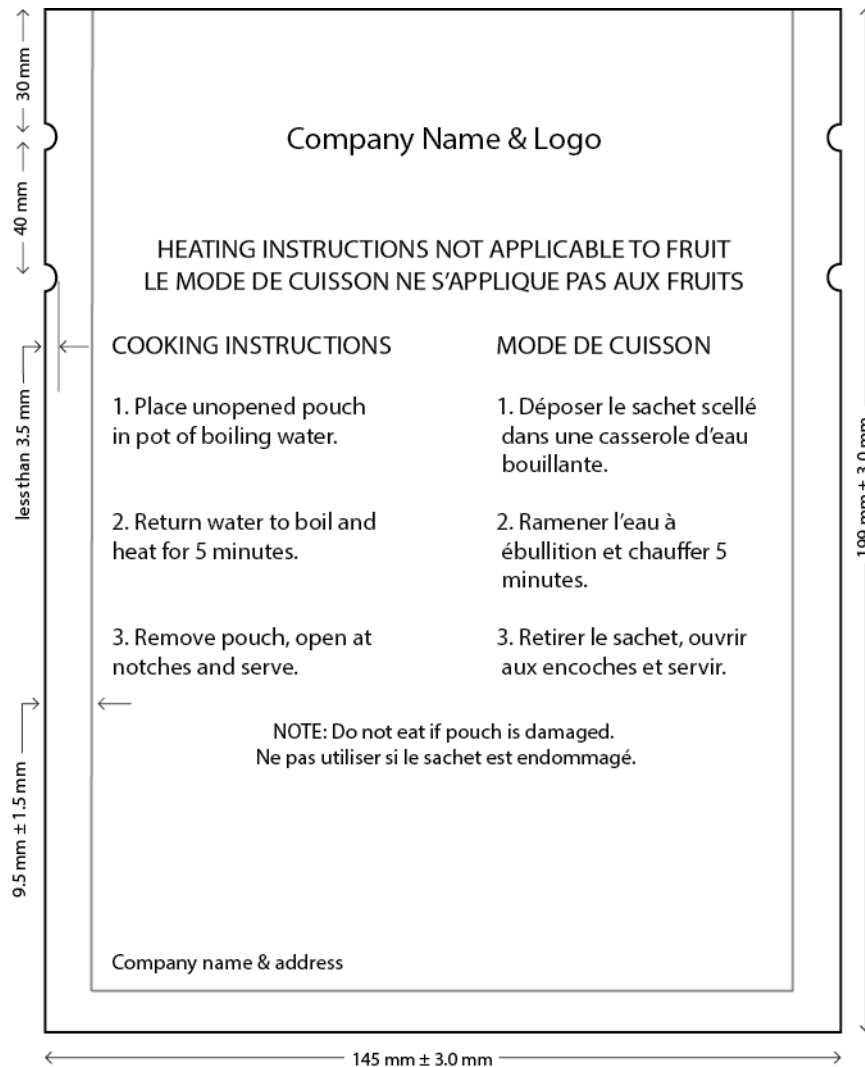 30 mm
Company Name & Logo
40 mm
HEATING INSTRUCTIONS NOT APPLICABLE TO FRUIT
LE MODE DE CUISSON NE S’APPLIQUE PAS AUX FRUITS
less than 3.5 mm
COOKING INSTRUCTIONS
1. Place unopened pouch
in pot of boiling water.
2. Return water to boil and
heat for 5 minutes.
3. Remove pouch, open at
notches and serve.
MODE DE CUISSON
1. Déposer le sachet scellé
dans une casserole d’eau
bouillante.
2. Ramener l’eau à
ébullition et chauffer 5
minutes.
3. Retirer le sachet, ouvrir
aux encoches et servir.
199 mm ± 3.0 mm
9.5 mm ± 1.5 mm
NOTE: Do not eat if pouch is damaged.
Ne pas utiliser si le sachet est endommagé.
Company name & address
145 mm ± 3.0 mm